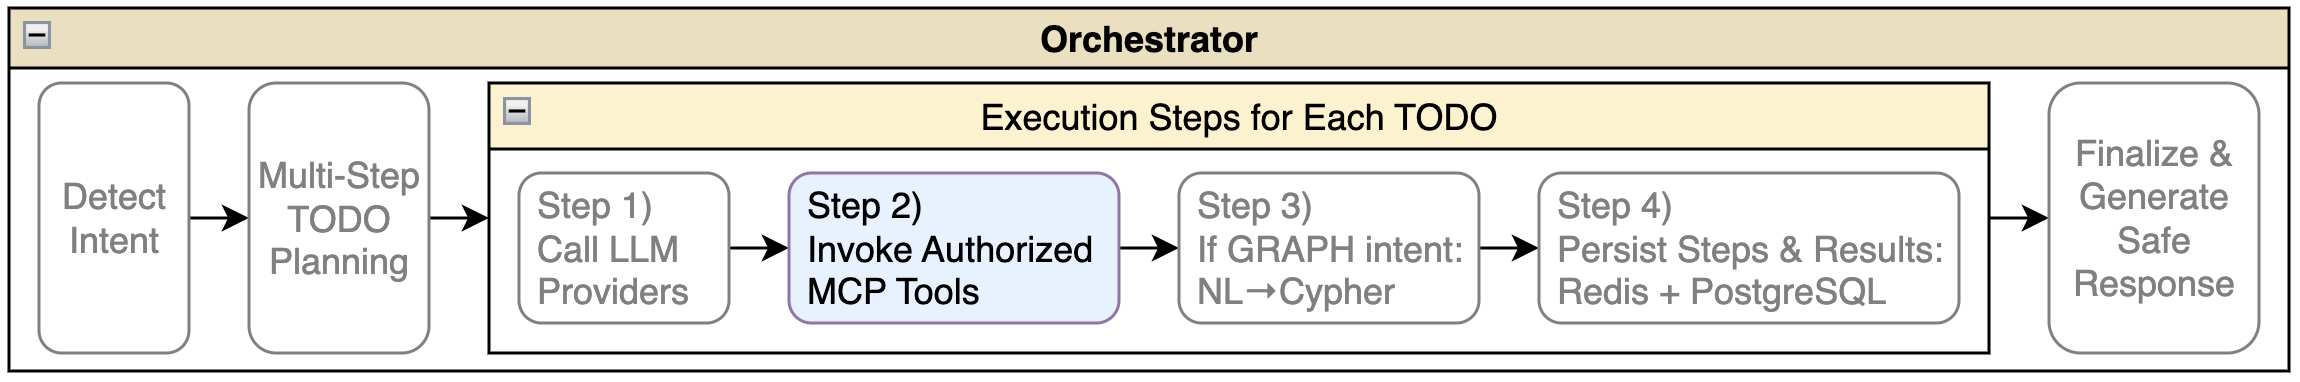 Orchestrator
Detect
Intent
Multi-Step
TODO
Planning
Execution Steps for Each TODO
Step 1)
Call LLM
Providers
Step 2)
Invoke Authorized
MCP Tools
Step 3)
If GRAPH intent:
NL→Cypher
Step 4)
Persist Steps & Results:
Redis + PostgreSQL
Finalize &
Generate
Safe
Response